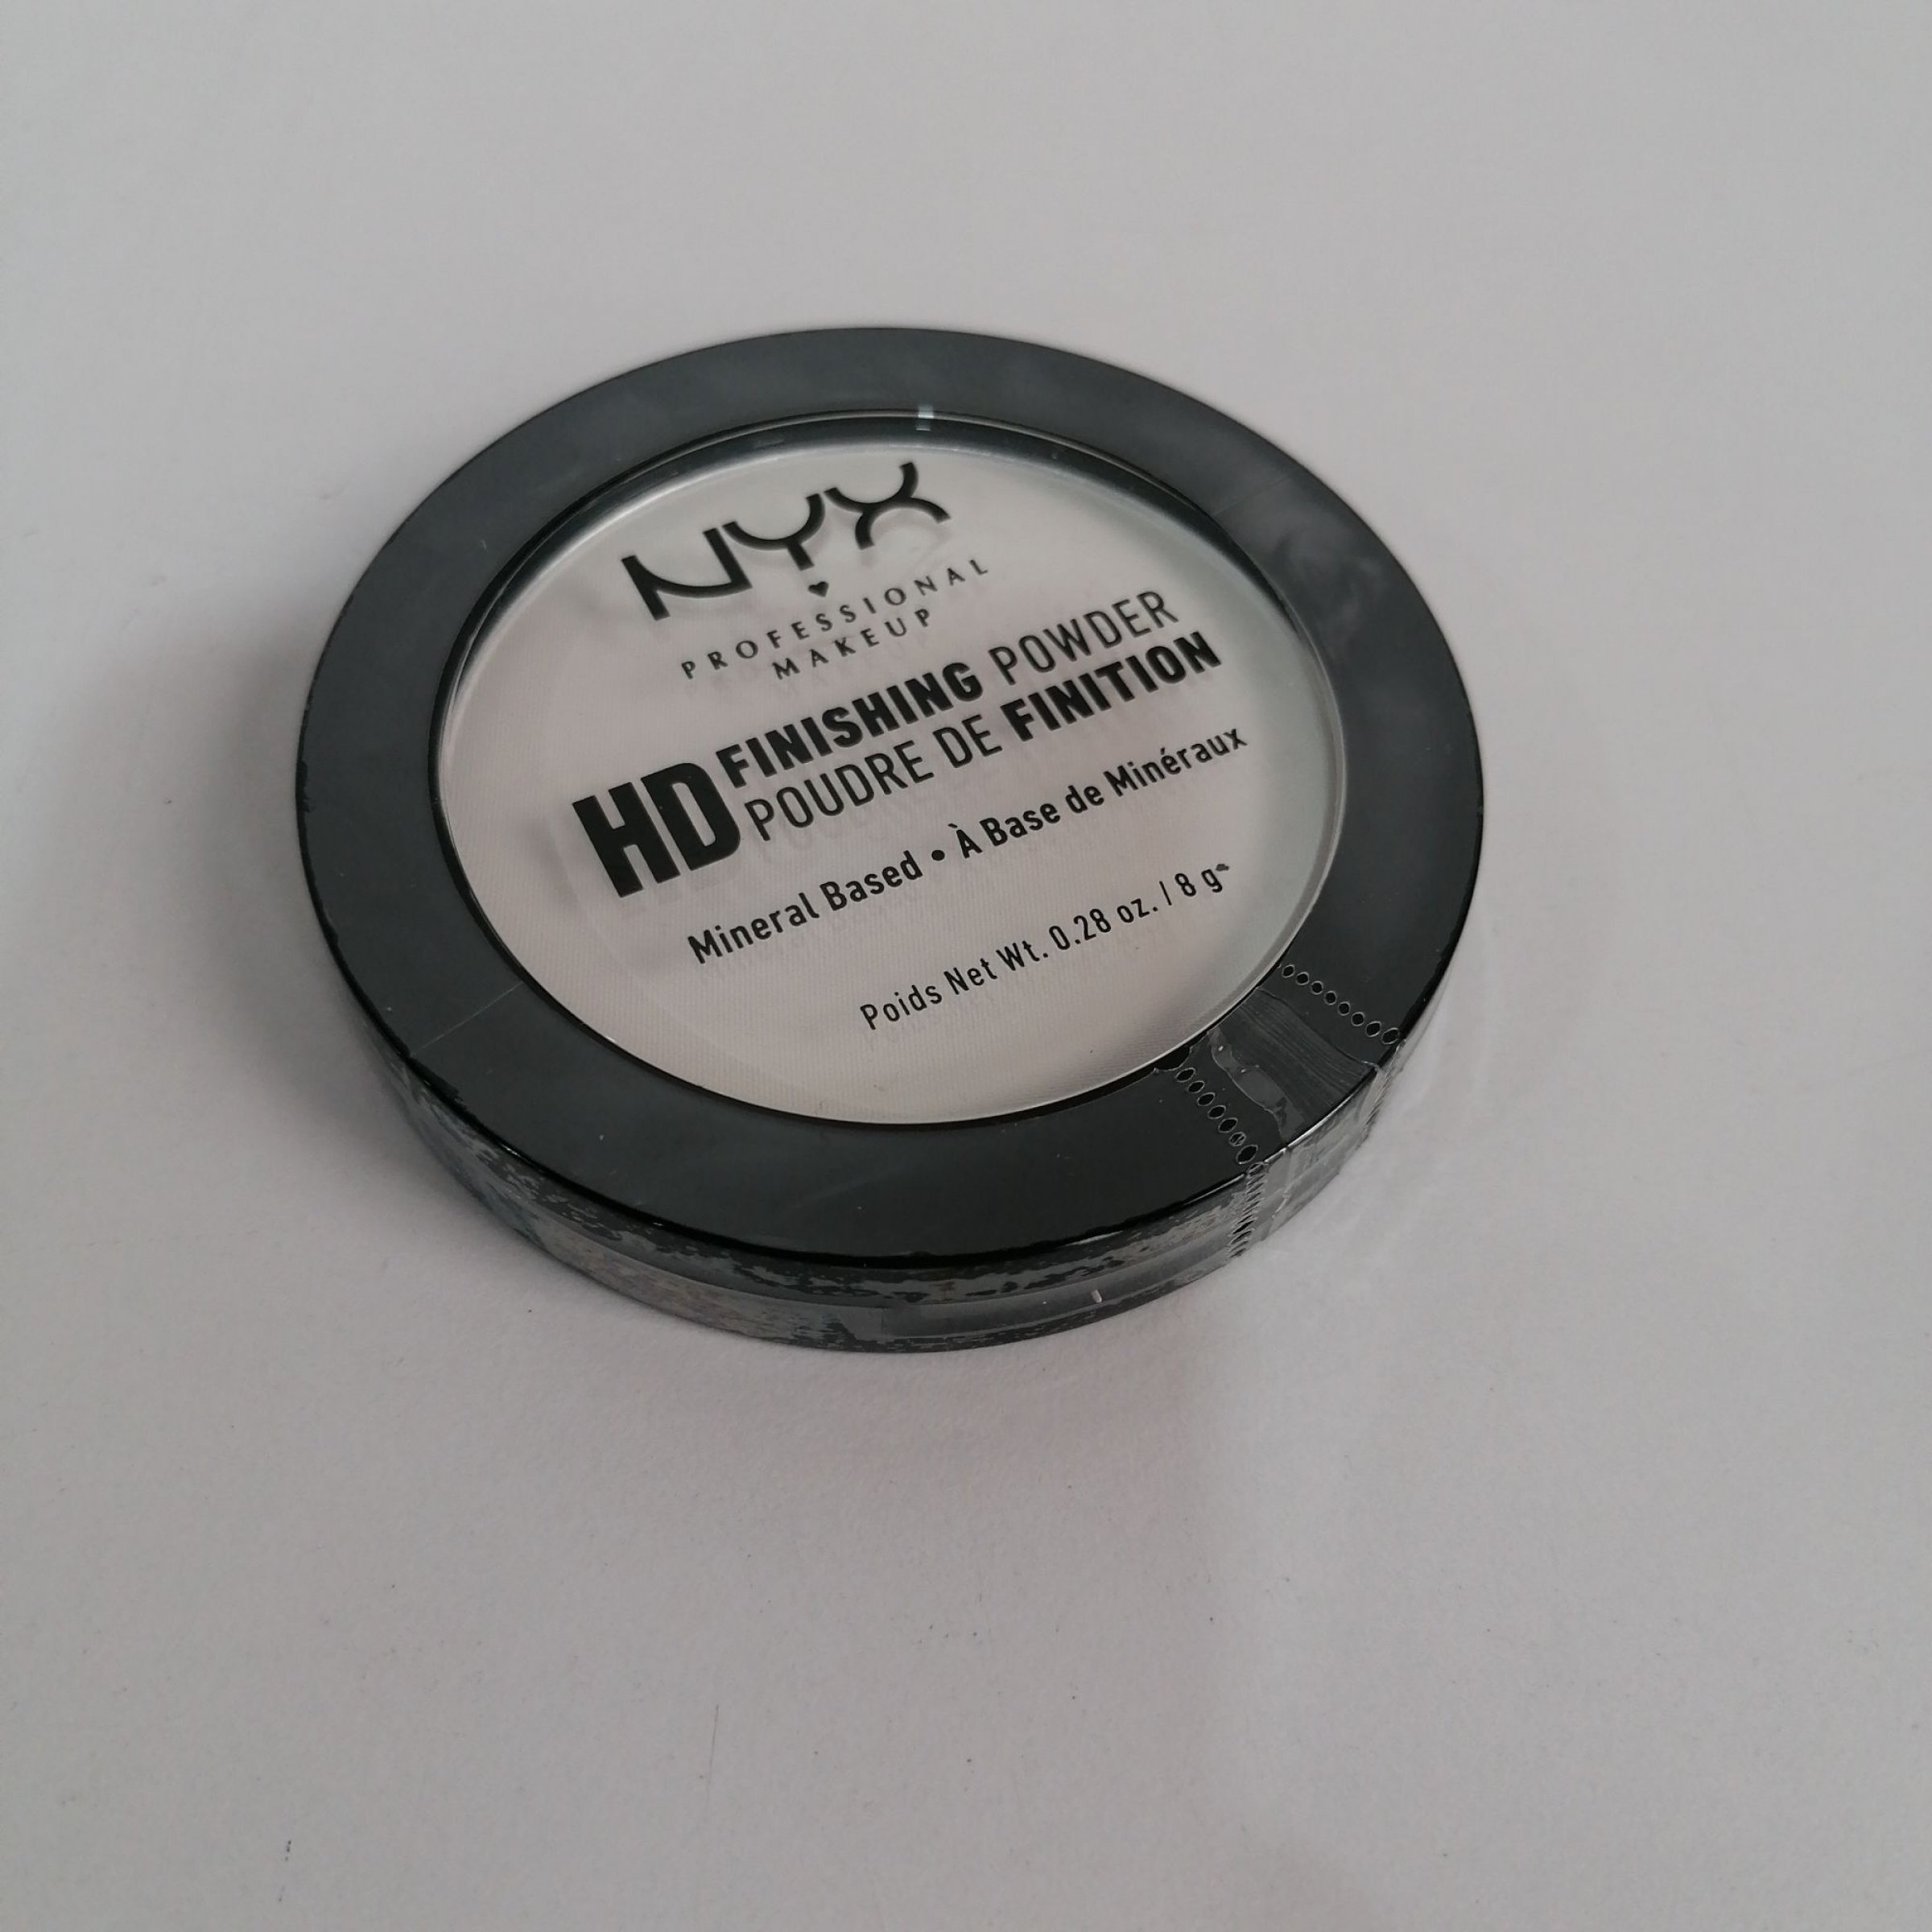 NYX
PROFESSIONAL
MAKEUP
HD FINISHING POWDER
POUDRE DE FINITION
Mineral Based • À Base de Minéraux
Poids Net Wt. 0.28 oz. / 8 g